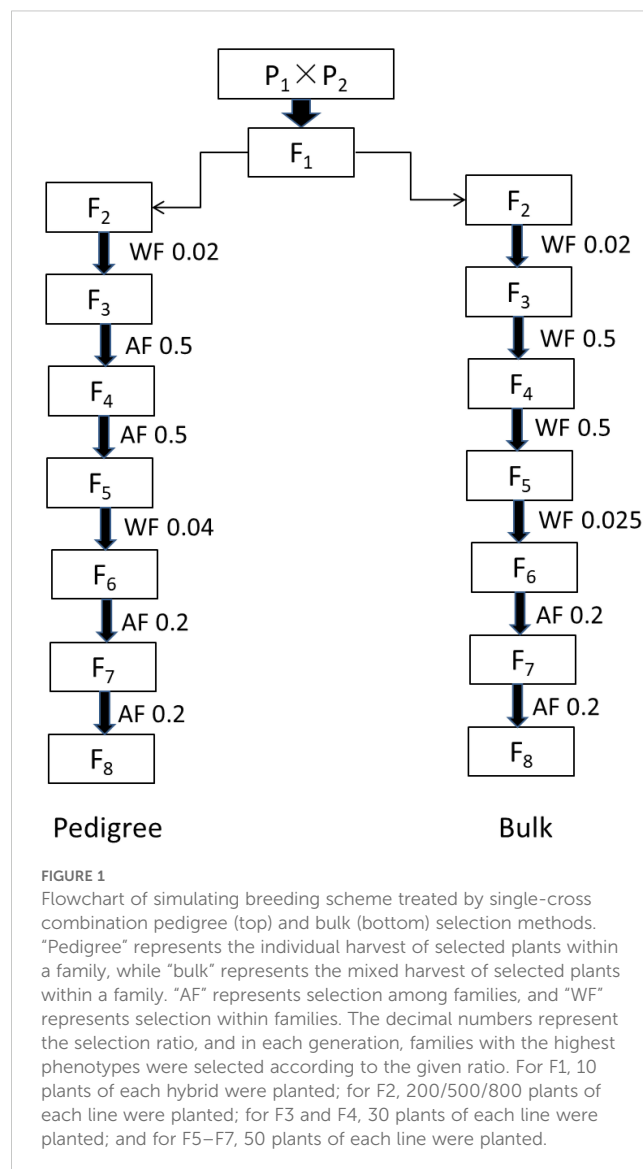 P₁ × P₂
F₁
F₂
WF 0.02
F₃
AF 0.5
F₄
AF 0.5
F₅
WF 0.04
F₆
AF 0.2
F₇
AF 0.2
F₈
Pedigree
F₂
WF 0.02
F₃
WF 0.5
F₄
WF 0.5
F₅
WF 0.025
F₆
AF 0.2
F₇
AF 0.2
F₈
Bulk
FIGURE 1
Flowchart of simulating breeding scheme treated by single-cross
combination pedigree (top) and bulk (bottom) selection methods.
“Pedigree” represents the individual harvest of selected plants within
a family, while “bulk” represents the mixed harvest of selected plants
within a family. “AF” represents selection among families, and “WF”
represents selection within families. The decimal numbers represent
the selection ratio, and in each generation, families with the highest
phenotypes were selected according to the given ratio. For F1, 10
plants of each hybrid were planted; for F2, 200/500/800 plants of
each line were planted; for F3 and F4, 30 plants of each line were
planted; and for F5–F7, 50 plants of each line were planted.